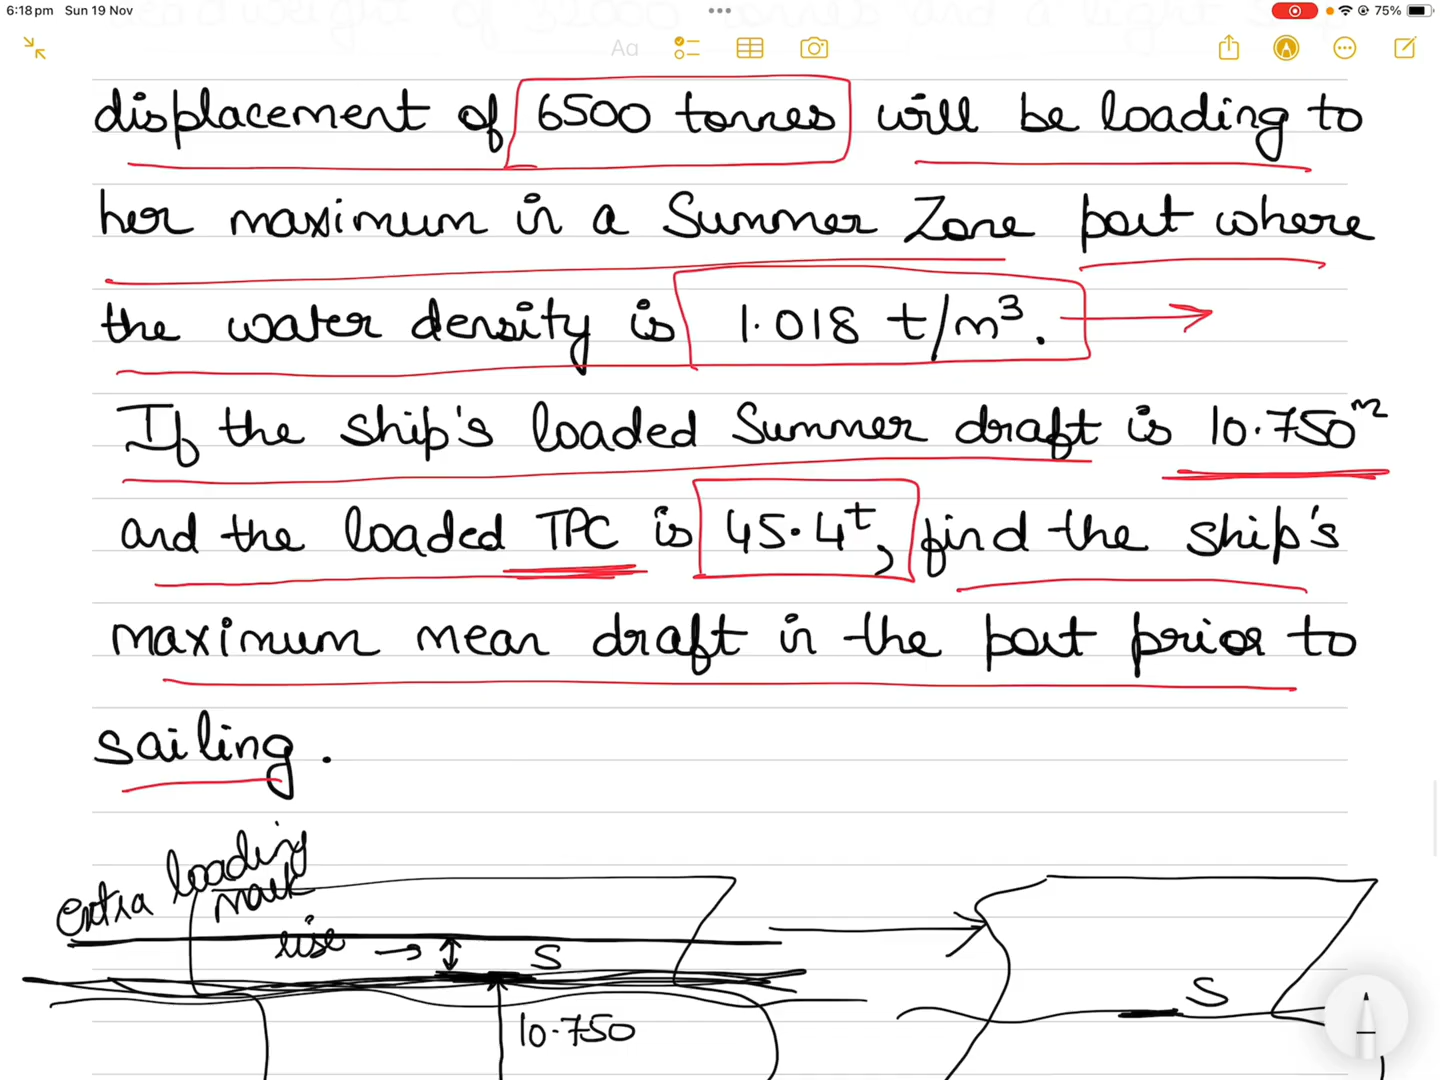 6:18 pm Sun 19 Nov
75%
Aa
displacement of 6500 tonnes will be loading to
her maximum in a Summer Zone port where
the water density is 1.018 t/m³.
If the ship's loaded Summer draft is 10.750ᵐ
and the loaded TPC is 45.4ᵗ, find the ship's
maximum mean draft in the port prior to
sailing.
extra loading
mark
rise → S
10.750
S